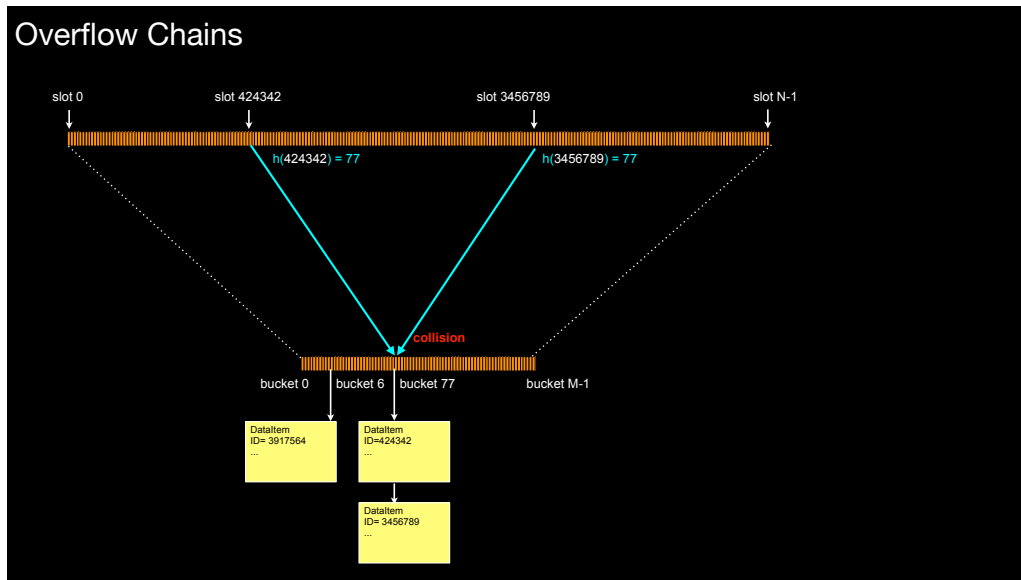 Overflow Chains
slot 0
slot 424342
slot 3456789
slot N-1
h(424342) = 77
h(3456789) = 77
collision
bucket 0
bucket 6
bucket 77
bucket M-1
DataItem
ID= 3917564
...
DataItem
ID=424342
...
DataItem
ID= 3456789
...